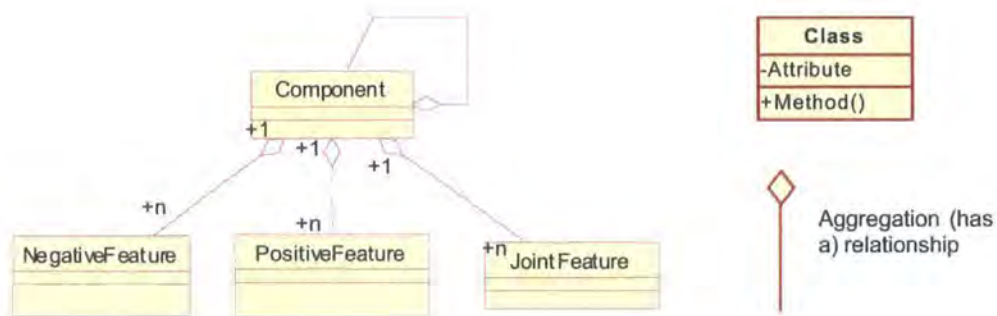 Component
+1
+1
+1
+n
+n
+n
NegativeFeature
PositiveFeature
JointFeature
Class
-Attribute
+Method()
Aggregation (has
a) relationship